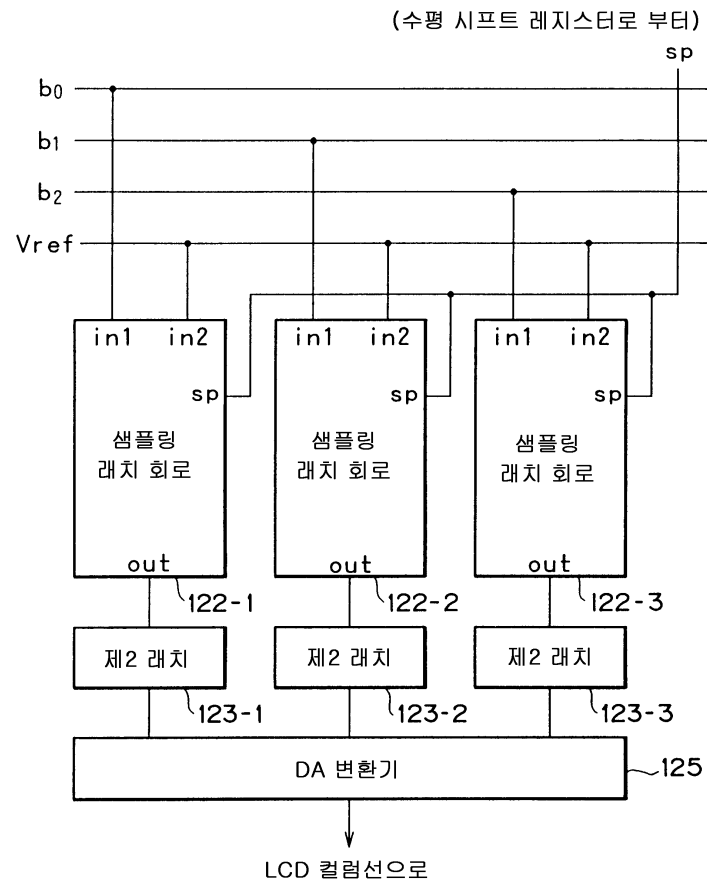 (수평 시프트 레지스터로 부터)
sp
b0
b1
b2
Vref
in1 in2 in1 in2 in1 in2
sp sp sp
샘플링 샘플링 샘플링
래치 회로 래치 회로 래치 회로
out out out
122-1 122-2 122-3
제2 래치 제2 래치 제2 래치
123-1 123-2 123-3
DA 변환기
125
LCD 컬럼선으로